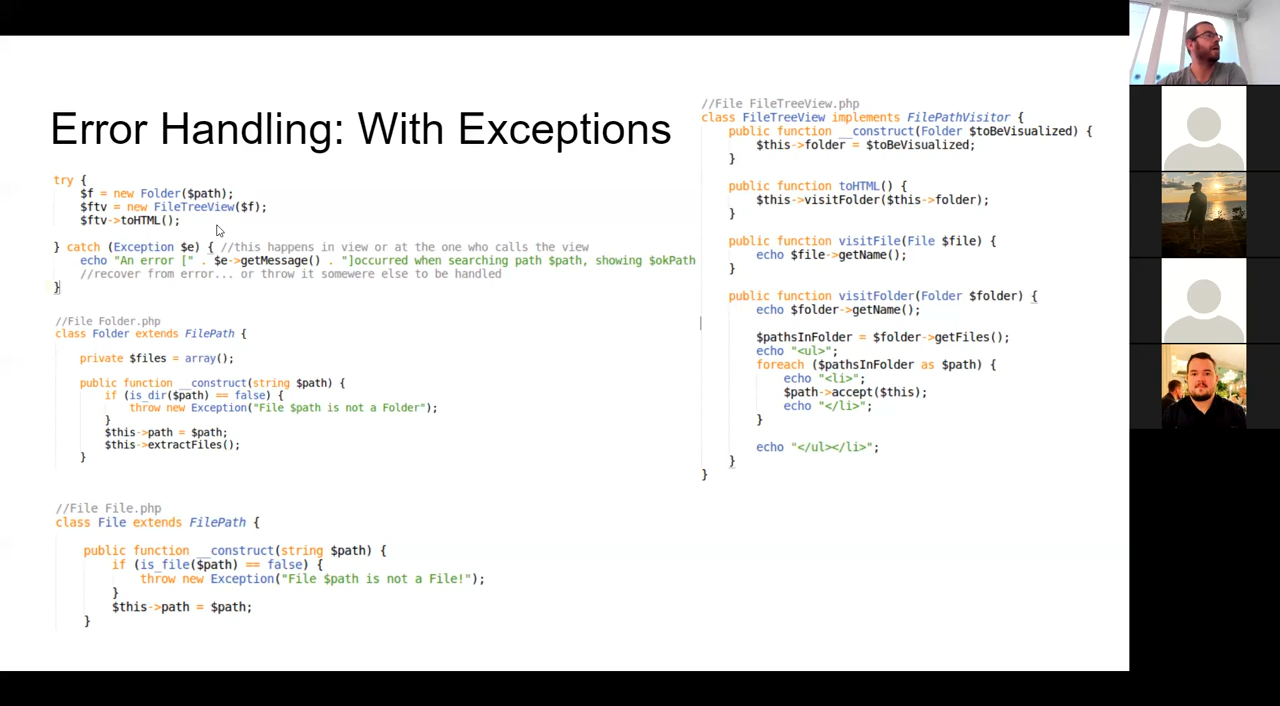 Error Handling: With Exceptions
try {
$f = new Folder($path);
$ftv = new FileTreeView($f);
$ftv->toHTML();
} catch (Exception $e) { //this happens in view or at the one who calls the view
echo "An error [" . $e->getMessage() . "]occurred when searching path $path, showing $okPath
//recover from error... or throw it somewere else to be handled
}
//File Folder.php
class Folder extends FilePath {
private $files = array();
public function __construct(string $path) {
if (is_dir($path) == false) {
throw new Exception("File $path is not a Folder");
}
$this->path = $path;
$this->extractFiles();
}
//File File.php
class File extends FilePath {
public function __construct(string $path) {
if (is_file($path) == false) {
throw new Exception("File $path is not a File!");
}
$this->path = $path;
}
//File FileTreeView.php
class FileTreeView implements FilePathVisitor {
public function __construct(Folder $toBeVisualized) {
$this->folder = $toBeVisualized;
}
public function toHTML() {
$this->visitFolder($this->folder);
}
public function visitFile(File $file) {
echo $file->getName();
}
public function visitFolder(Folder $folder) {
echo $folder->getName();
$pathsInFolder = $folder->getFiles();
echo "<ul>";
foreach ($pathsInFolder as $path) {
echo "<li>";
$path->accept($this);
echo "</li>";
}
echo "</ul></li>";
}
}